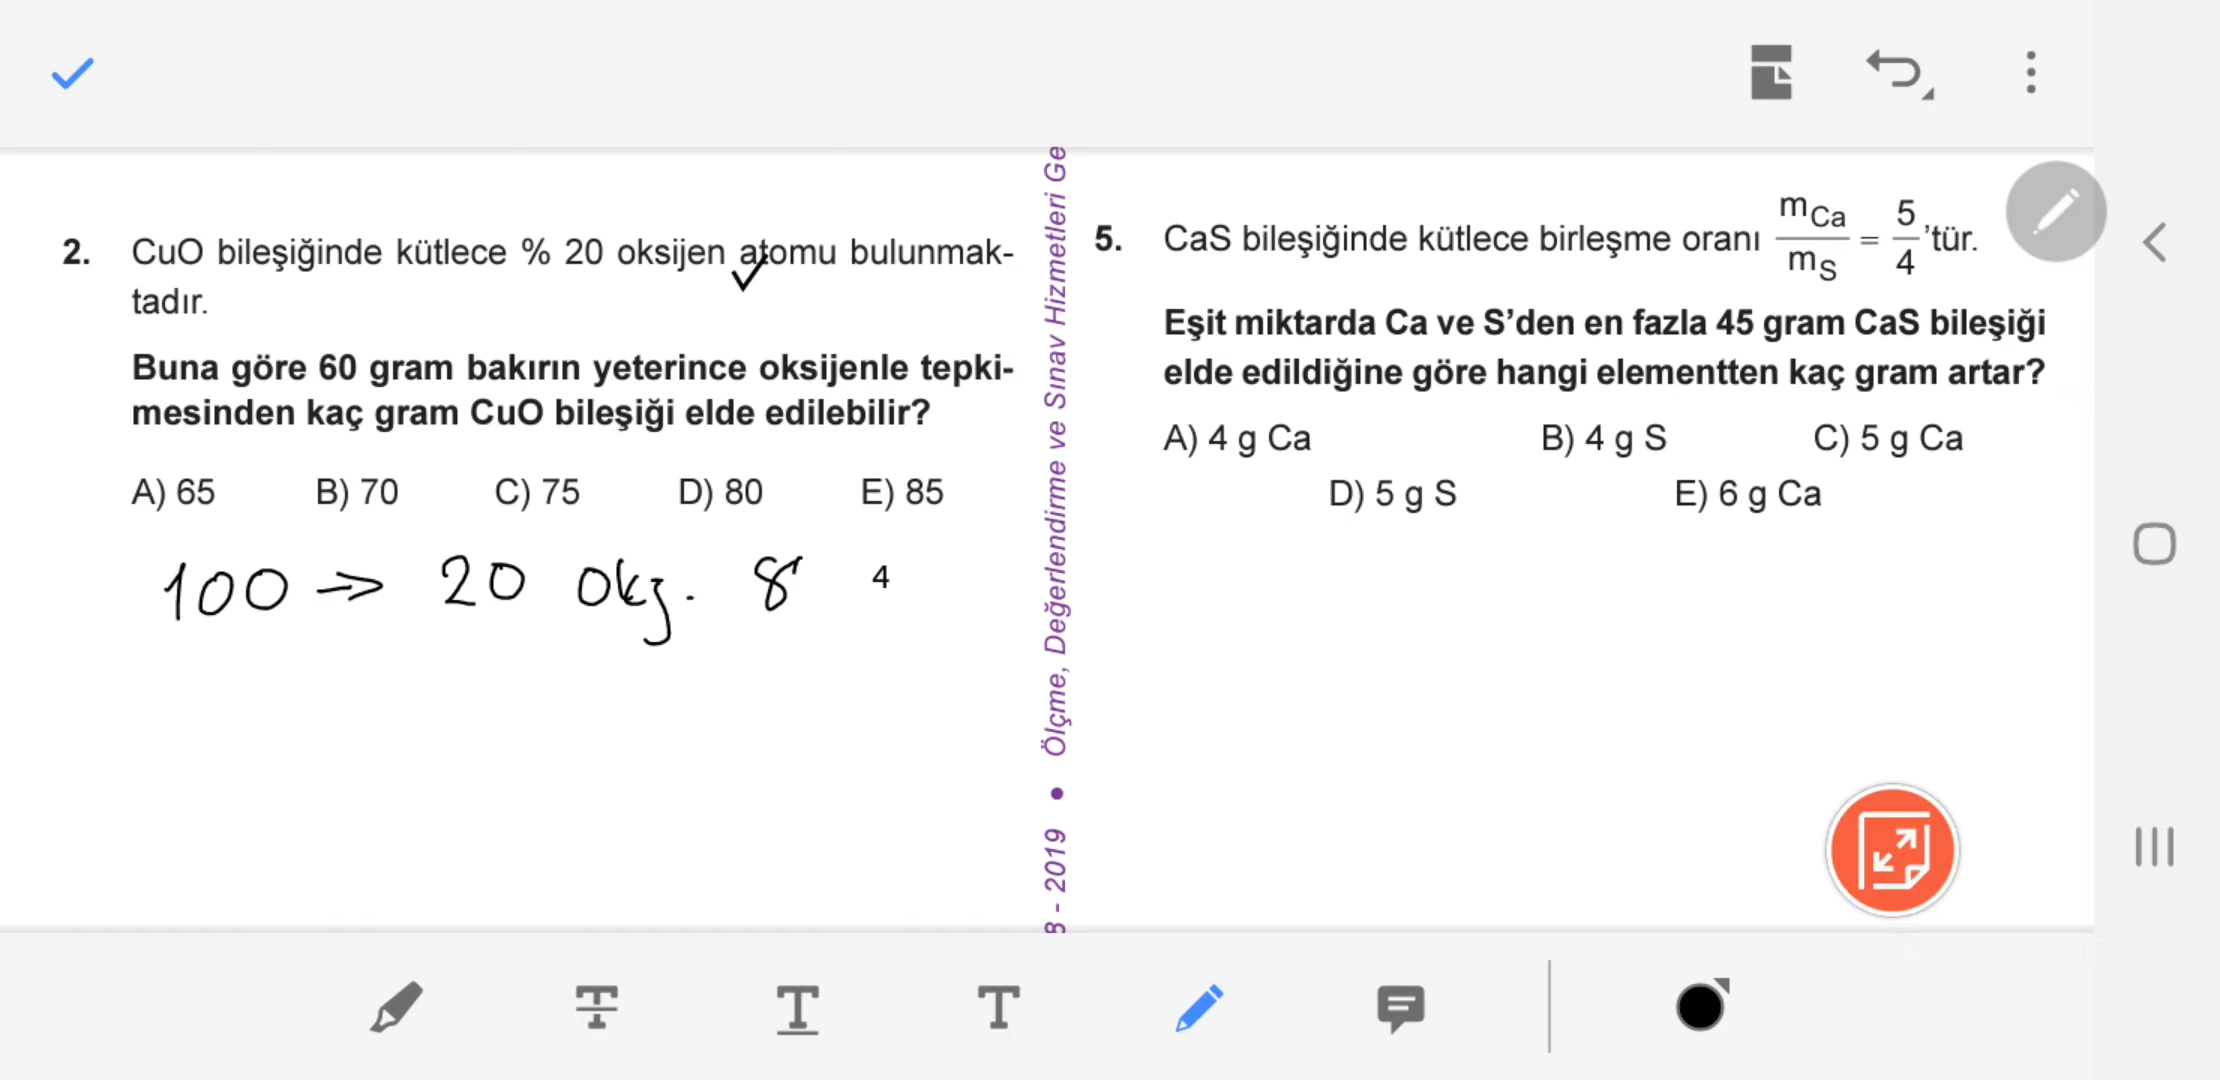 2. CuO bileşiğinde kütlece % 20 oksijen atomu bulunmak-
tadır.
Buna göre 60 gram bakırın yeterince oksijenle tepki-
mesinden kaç gram CuO bileşiği elde edilebilir?
A) 65 B) 70 C) 75 D) 80 E) 85
100 ⇒ 20 Okj. 8 4
8 - 2019 • Ölçme, Değerlendirme ve Sınav Hizmetleri Ge
5. CaS bileşiğinde kütlece birleşme oranı mCa/mS = 5/4 'tür.
Eşit miktarda Ca ve S’den en fazla 45 gram CaS bileşiği
elde edildiğine göre hangi elementten kaç gram artar?
A) 4 g Ca B) 4 g S C) 5 g Ca
D) 5 g S E) 6 g Ca